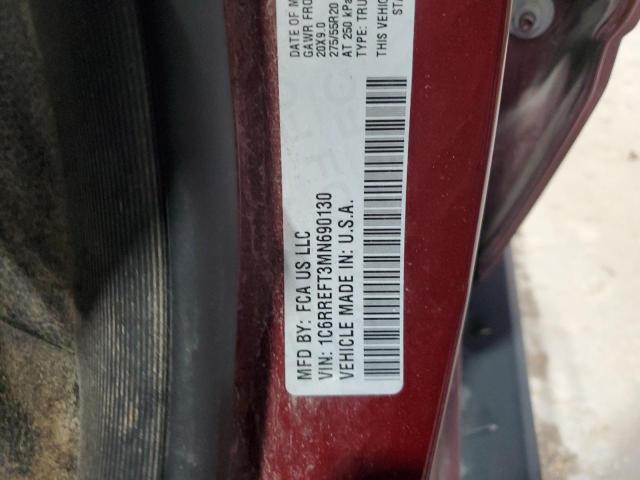 DATE OF M
GAWR FRO
20X9.0
275/55R20
AT 250 kPa
THIS VEHIC
STA
TYPE: TRU
MFD BY: FCA US LLC
VIN: 1C6RREFT3MN690130
VEHICLE MADE IN: U.S.A.